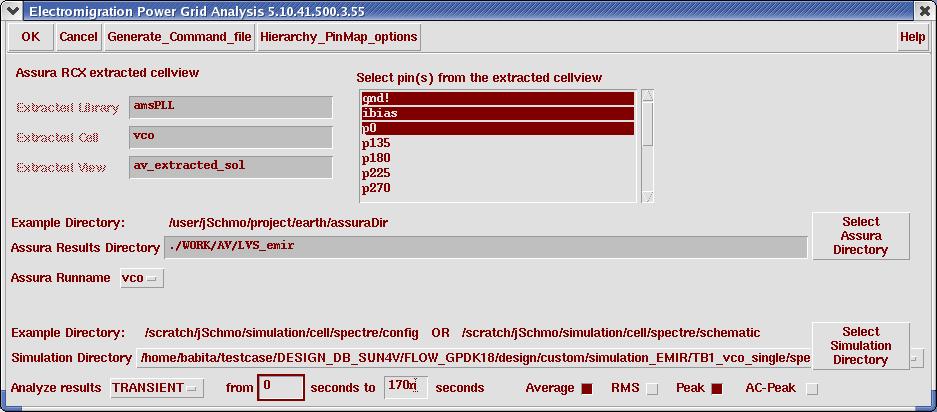 Electromigration Power Grid Analysis 5.10.41.500.3.55
OK Cancel Generate_Command_file Hierarchy_PinMap_options Help
Assura RCX extracted cellview
Select pin(s) from the extracted cellview
Extracted Library amsPLL
Extracted Cell vco
Extracted View av_extracted_sol
gnd!
ibias
p0
p135
p180
p225
p270
Example Directory: /user/jSchmo/project/earth/assuraDir
Assura Results Directory ./WORK/AV/LVS_emir
Select
Assura
Directory
Assura Runname vco
Example Directory: /scratch/jSchmo/simulation/cell/spectre/config OR /scratch/jSchmo/simulation/cell/spectre/schematic
Simulation Directory /home/babita/testcase/DESIGN_DB_SUN4V/FLOW_GPDK18/design/custom/simulation_EMIR/TB1_vco_single/spe
Select
Simulation
Directory
Analyze results TRANSIENT from 0 seconds to 170n seconds Average RMS Peak AC-Peak